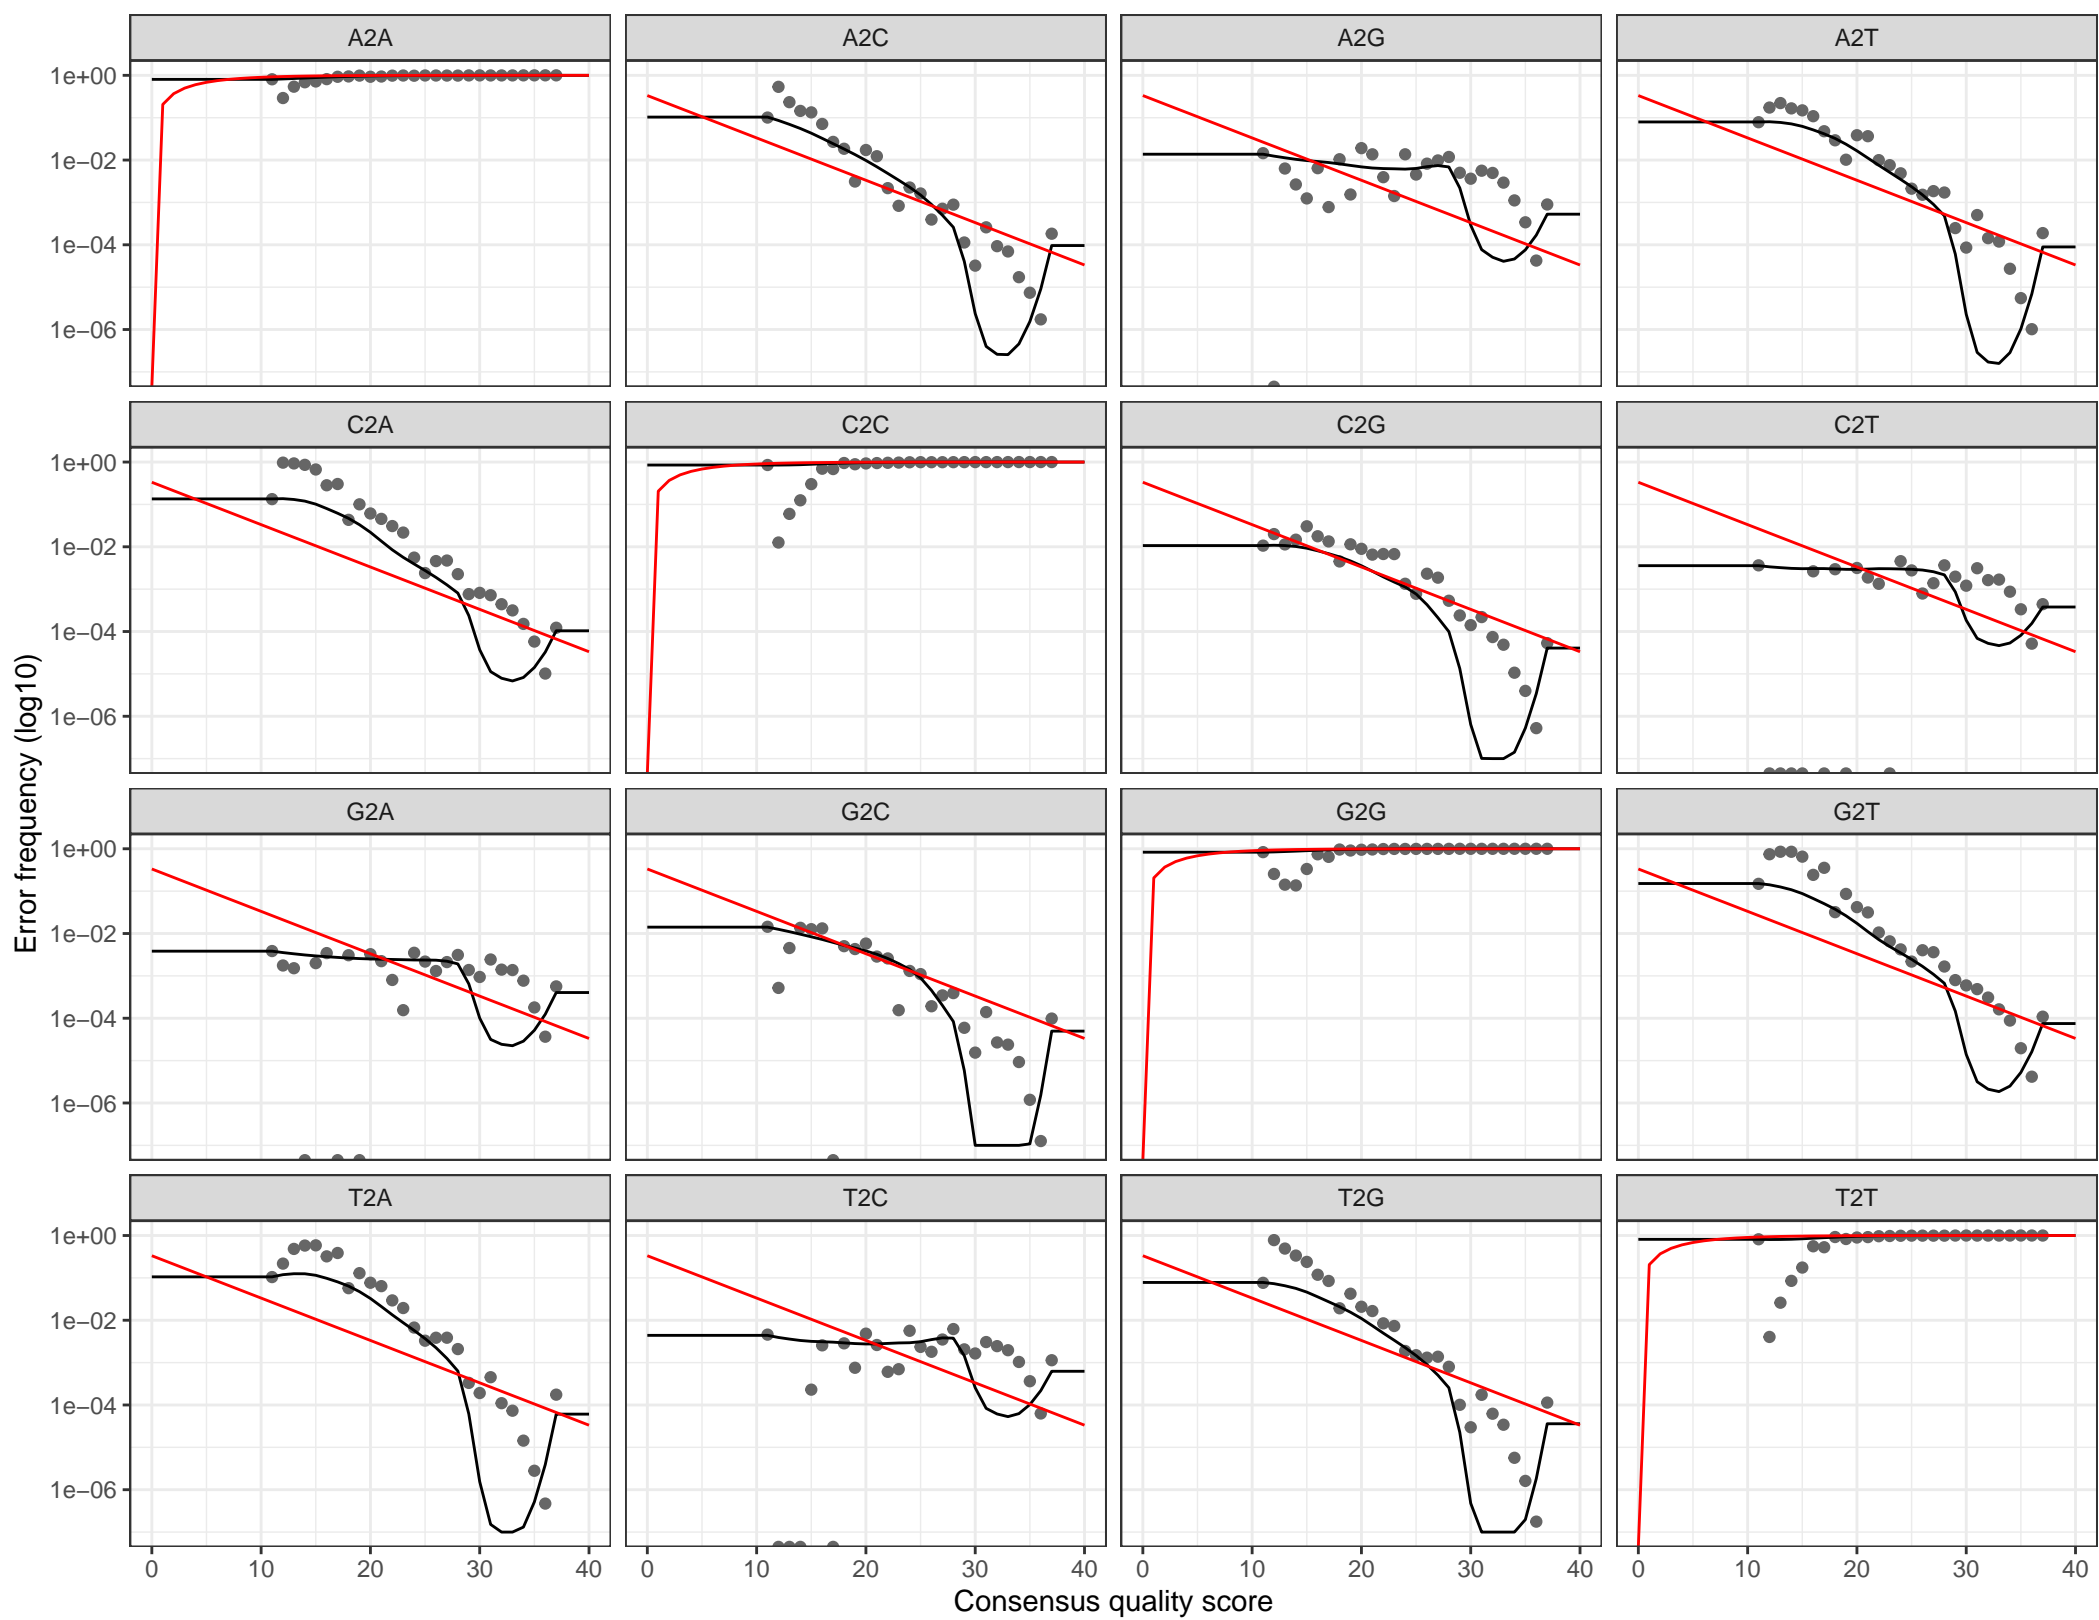 A2A A2C A2G A2T
1e+00
1e−02
1e−04
1e−06
C2A C2C C2G C2T
1e+00
1e−02
1e−04
1e−06
G2A G2C G2G G2T
1e+00
1e−02
1e−04
1e−06
T2A T2C T2G T2T
1e+00
1e−02
1e−04
1e−06
0 10 20 30 40 0 10 20 30 40 0 10 20 30 40 0 10 20 30 40
Consensus quality score
Error frequency (log10)